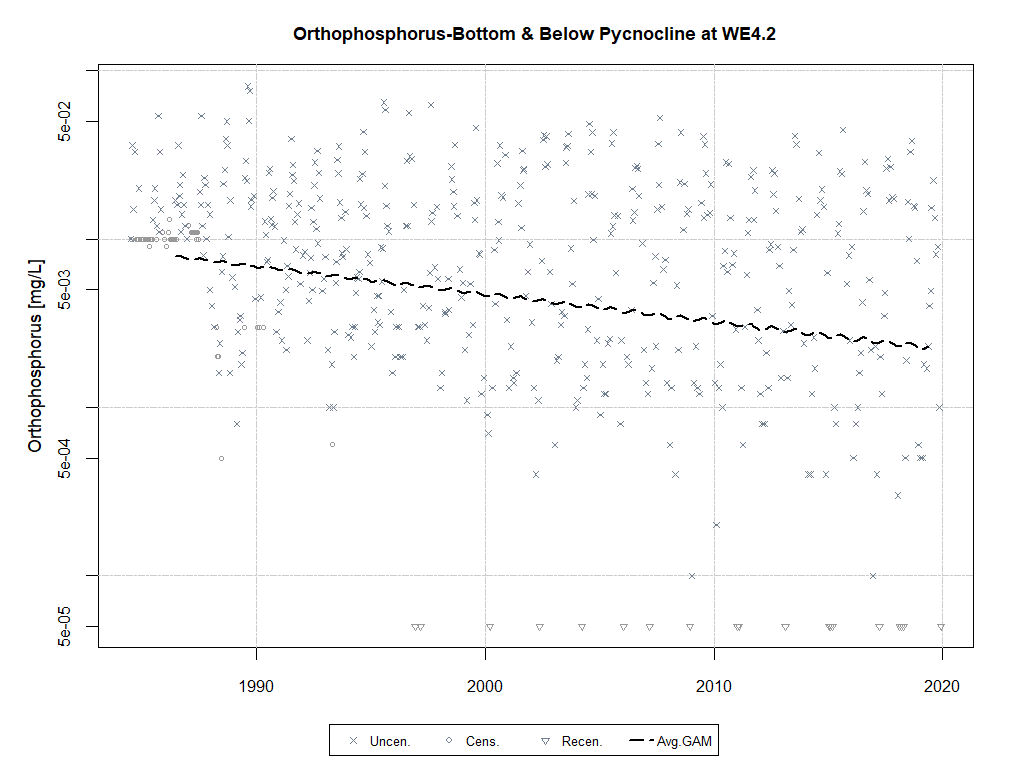 Orthophosphorus-Bottom & Below Pycnocline at WE4.2
Orthophosphorus [mg/L]
5e-02
5e-03
5e-04
5e-05
1990 2000 2010 2020
Uncen. Cens. Recen. Avg.GAM